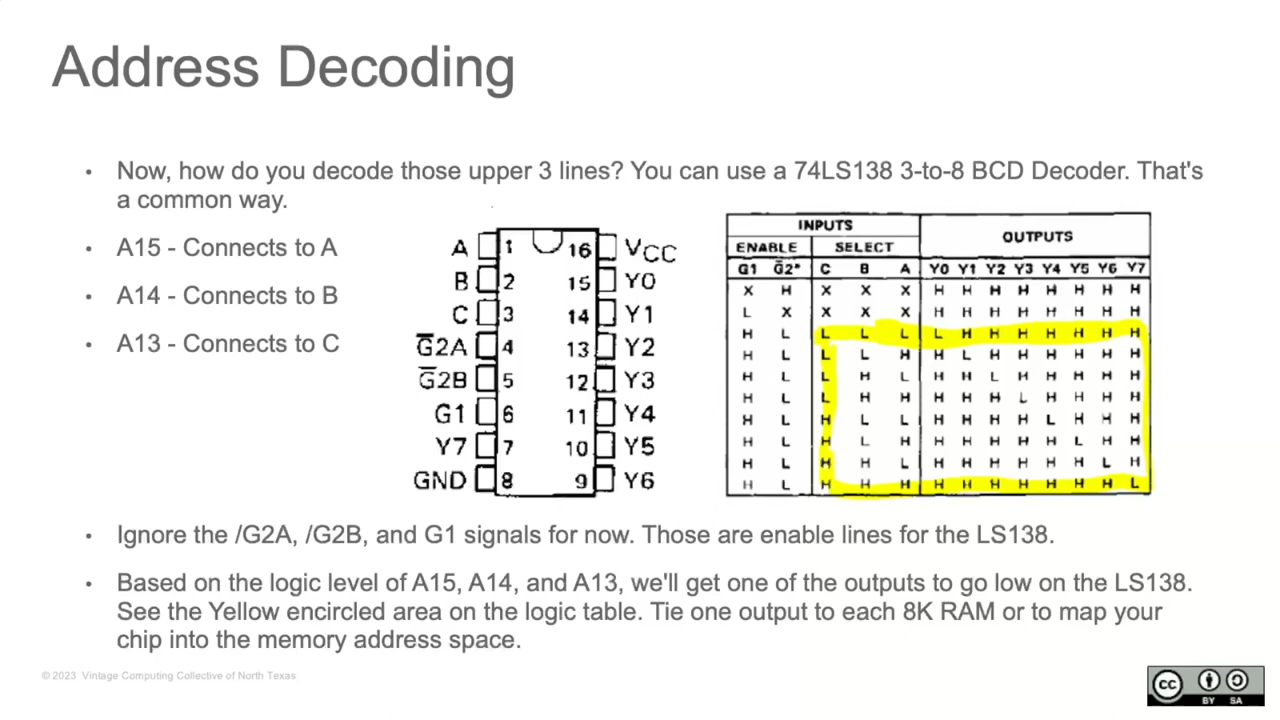 Address Decoding
• Now, how do you decode those upper 3 lines? You can use a 74LS138 3-to-8 BCD Decoder. That's
a common way.
• A15 - Connects to A
• A14 - Connects to B
• A13 - Connects to C
A 1 16 VCC
B 2 15 Y0
C 3 14 Y1
G̅2A 4 13 Y2
G̅2B 5 12 Y3
G1 6 11 Y4
Y7 7 10 Y5
GND 8 9 Y6
INPUTS OUTPUTS
ENABLE SELECT
G1 G̅2* C B A Y0 Y1 Y2 Y3 Y4 Y5 Y6 Y7
X H X X X H H H H H H H H
L X X X X H H H H H H H H
H L L L L L H H H H H H H
H L L L H H L H H H H H H
H L L H L H H L H H H H H
H L L H H H H H L H H H H
H L H L L H H H H L H H H
H L H L H H H H H H L H H
H L H H L H H H H H H L H
H L H H H H H H H H H H L
• Ignore the /G2A, /G2B, and G1 signals for now. Those are enable lines for the LS138.
• Based on the logic level of A15, A14, and A13, we'll get one of the outputs to go low on the LS138.
See the Yellow encircled area on the logic table. Tie one output to each 8K RAM or to map your
chip into the memory address space.
© 2023 Vintage Computing Collective of North Texas
cc BY SA